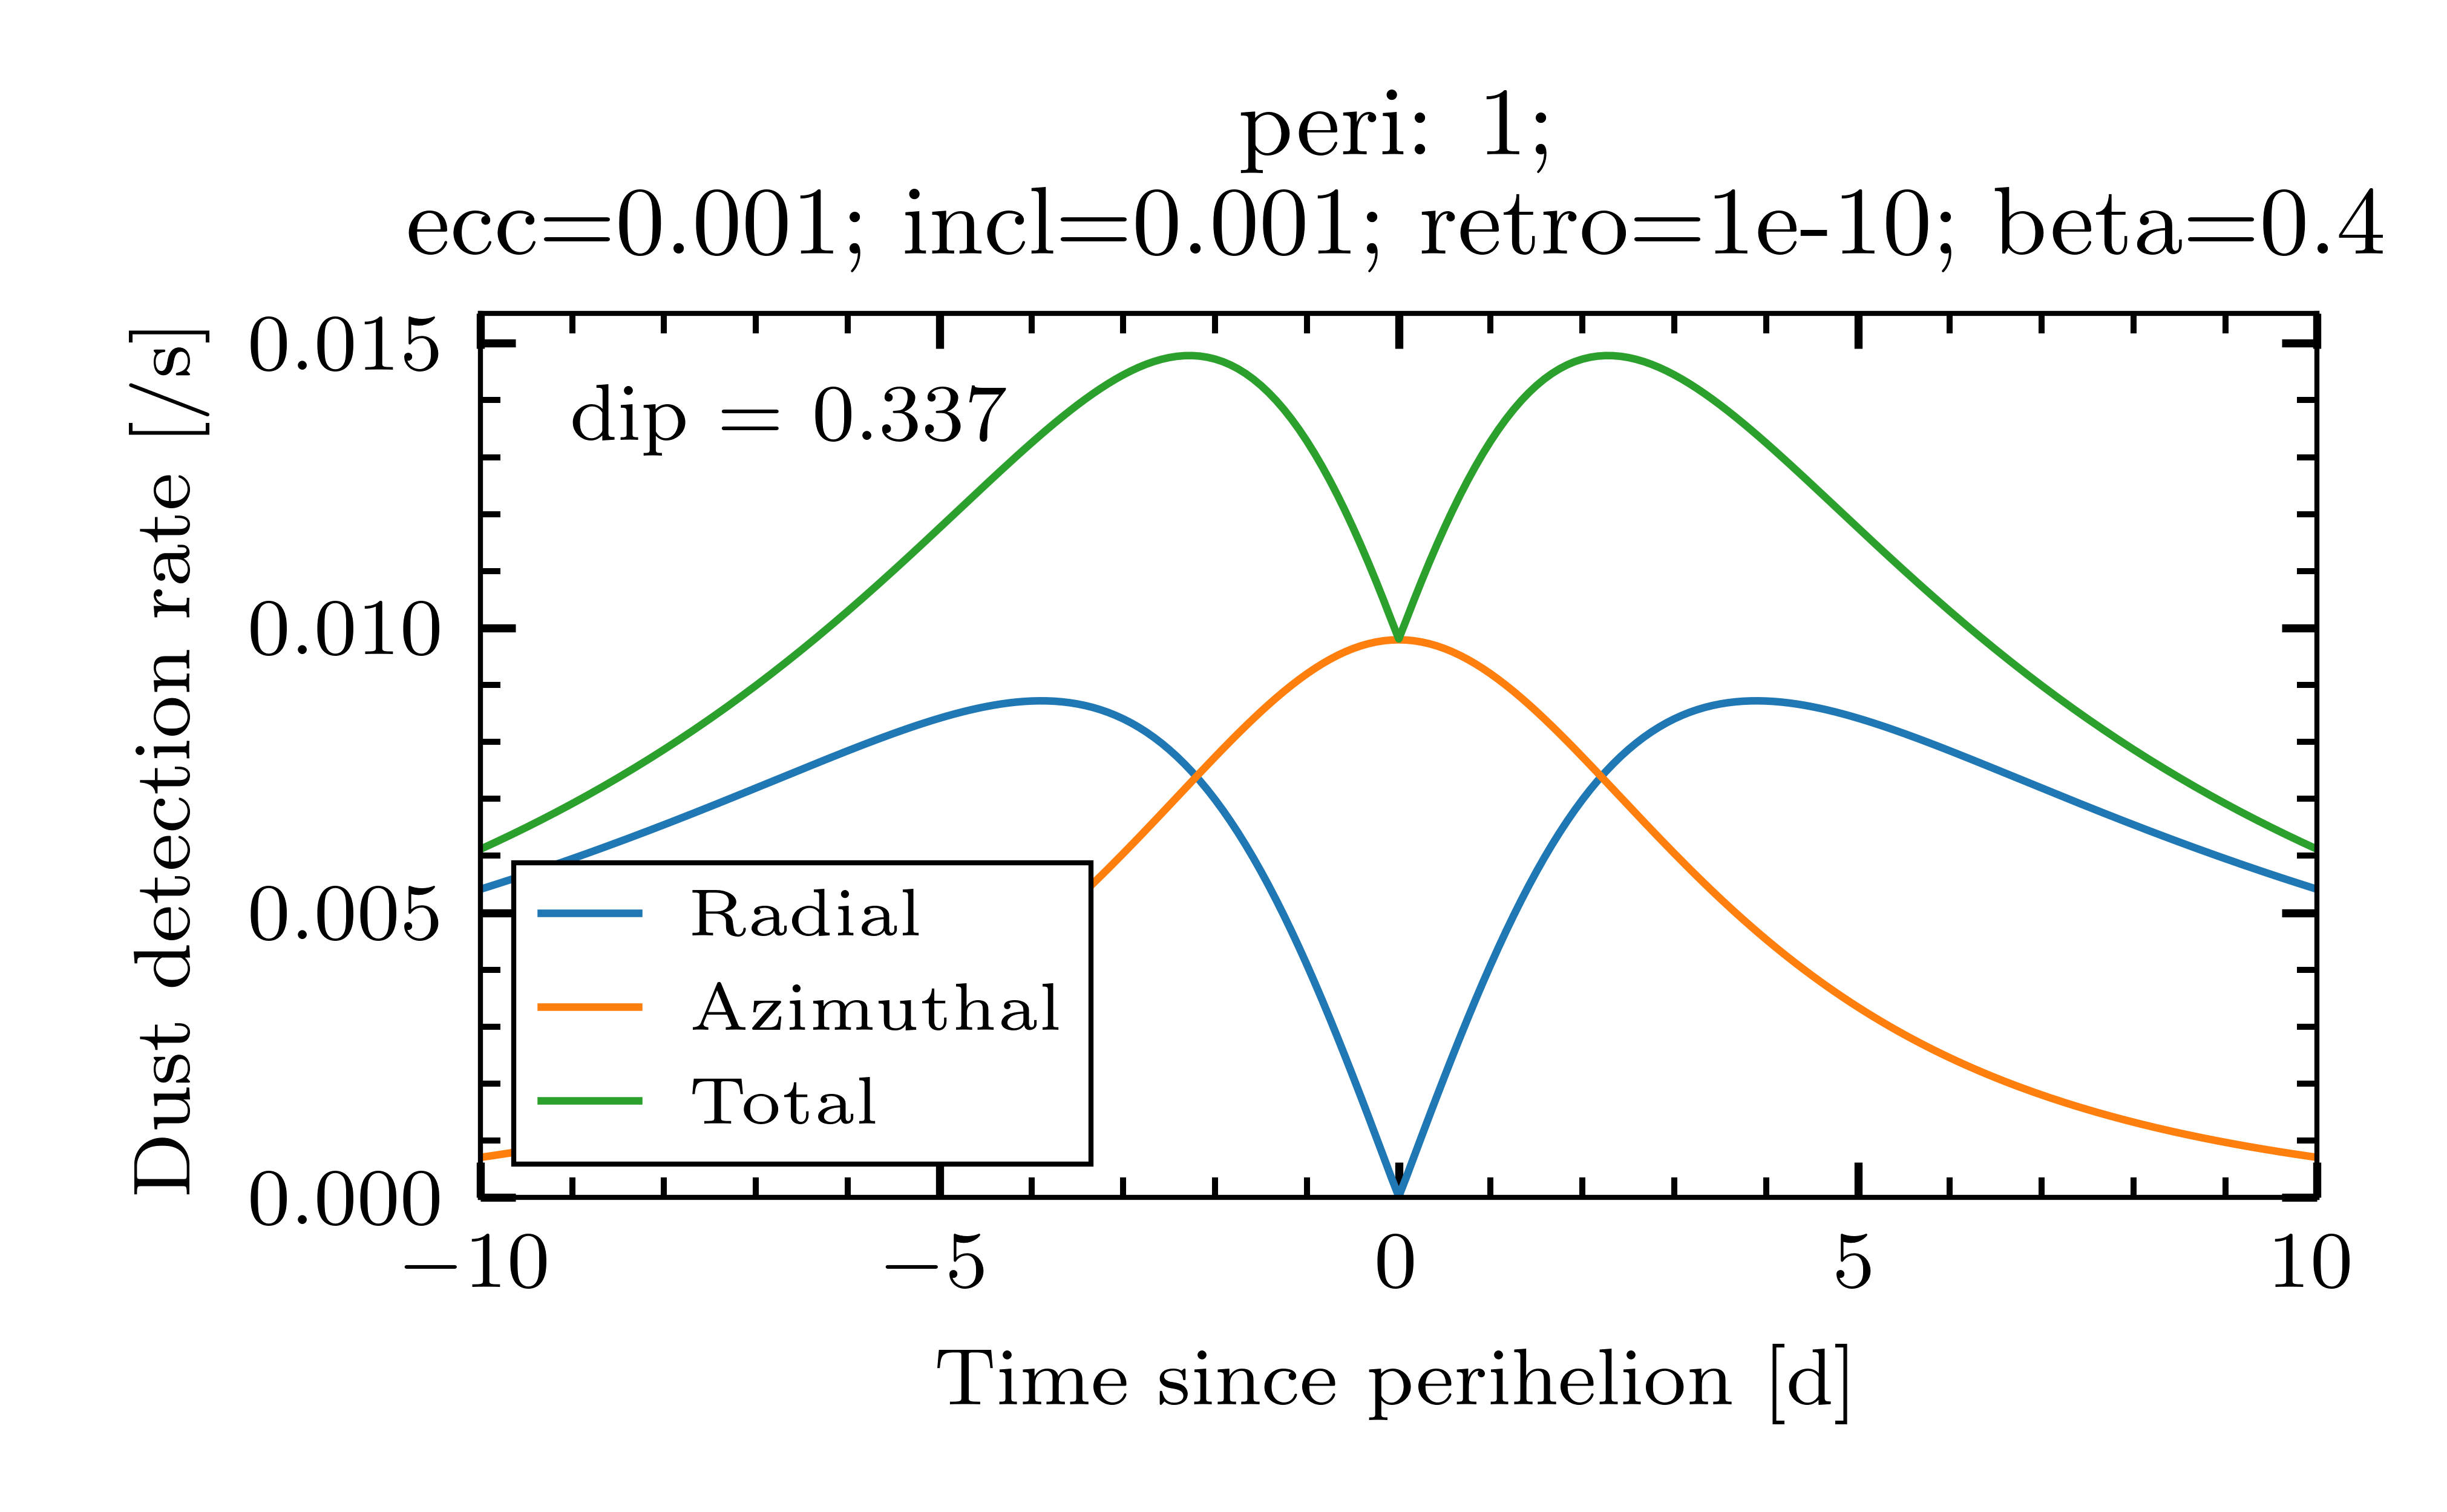 peri: 1;
ecc=0.001; incl=0.001; retro=1e-10; beta=0.4
Dust detection rate [/s]
0.015
0.010
0.005
0.000
dip = 0.337
Radial
Azimuthal
Total
−10
−5
0
5
10
Time since perihelion [d]